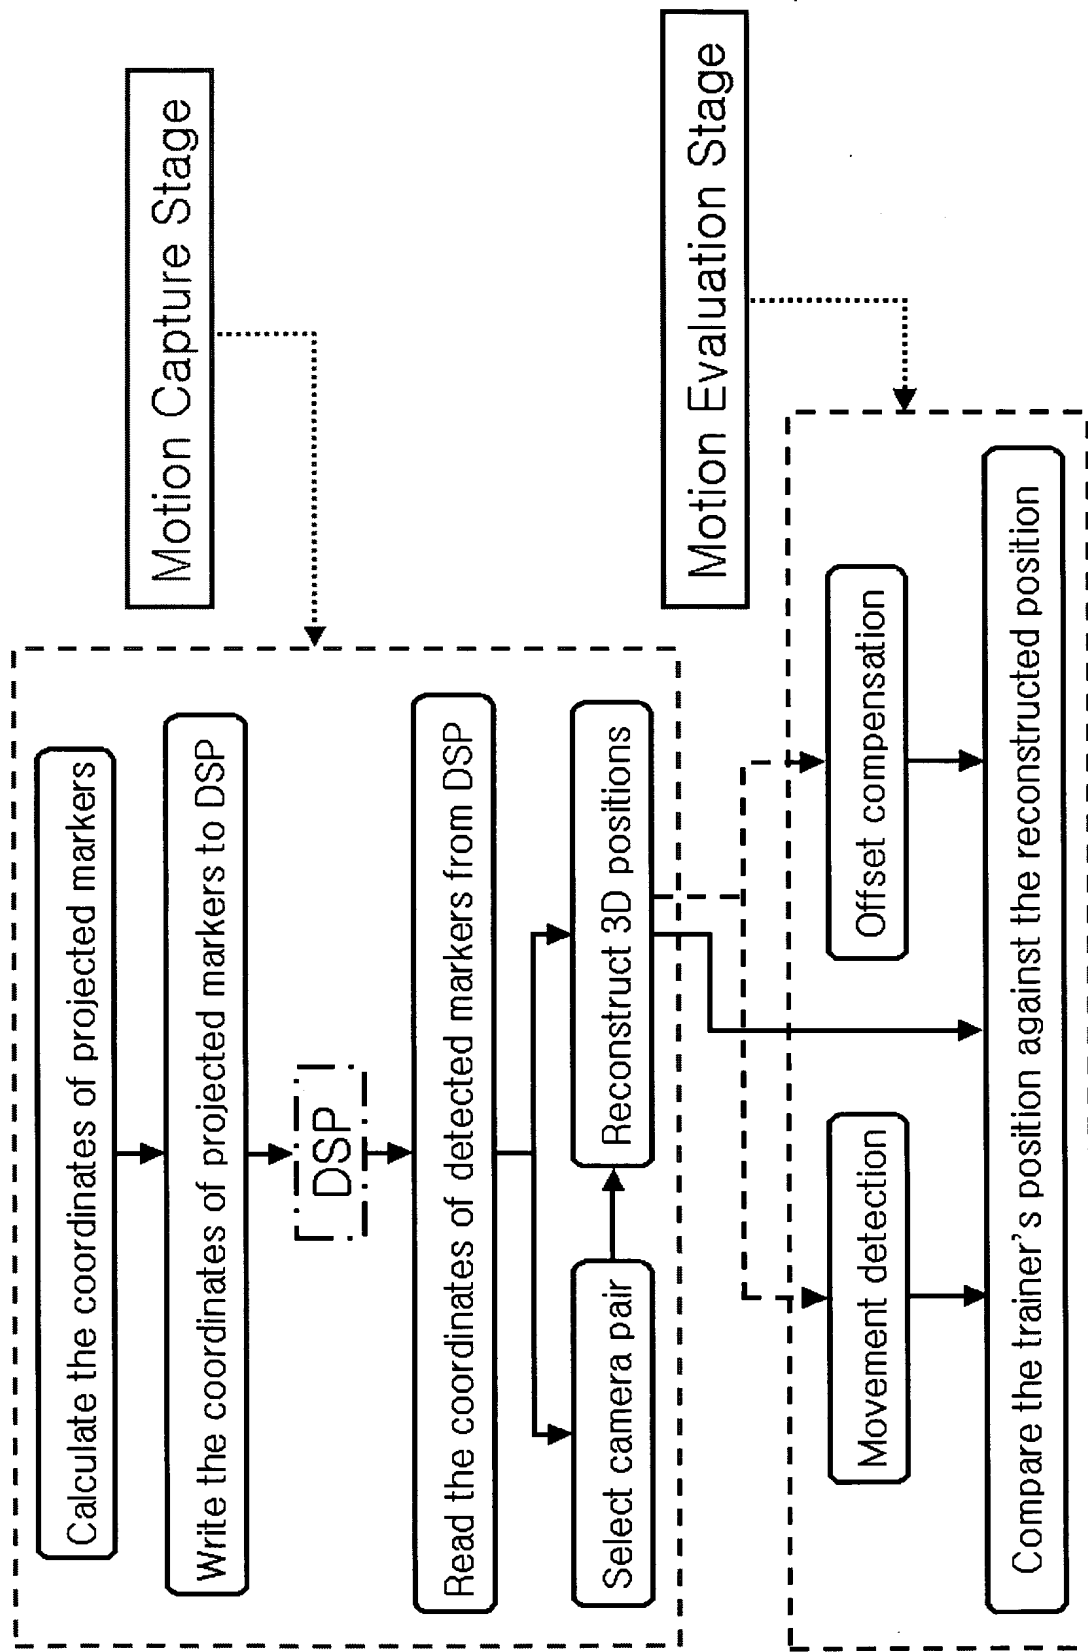 Calculate the coordinates of projected markers
Write the coordinates of projected markers to DSP
DSP
Read the coordinates of detected markers from DSP
Select camera pair
Reconstruct 3D positions
Motion Capture Stage
Movement detection
Offset compensation
Compare the trainer's position against the reconstructed position
Motion Evaluation Stage